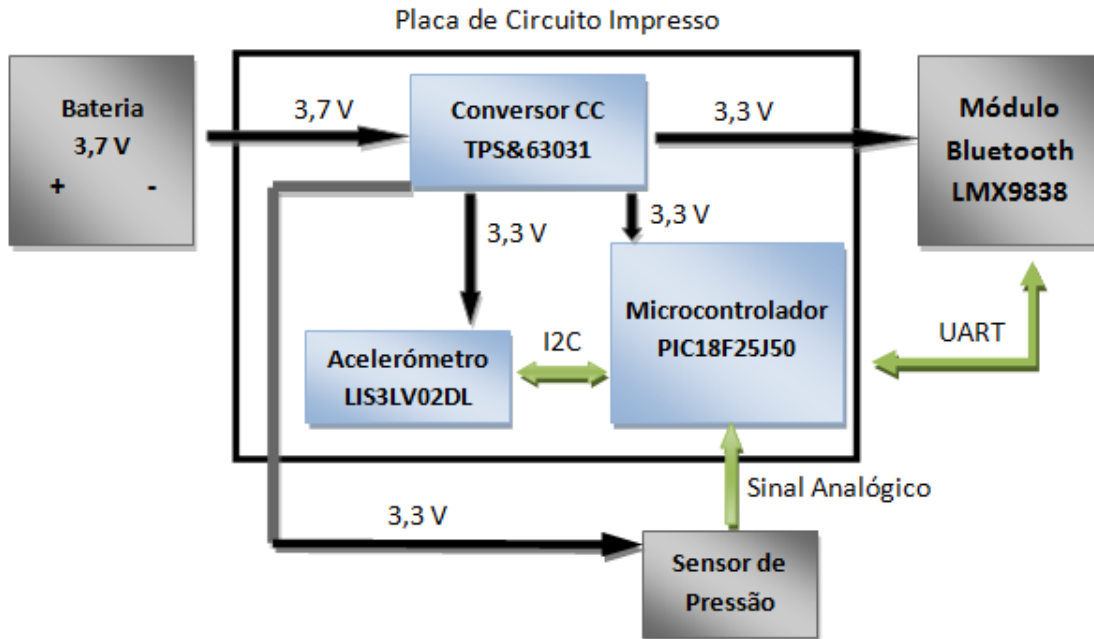 Placa de Circuito Impresso
Bateria
3,7 V
+ -
3,7 V
Conversor CC
TPS&63031
3,3 V
Módulo
Bluetooth
LMX9838
3,3 V
3,3 V
Microcontrolador
PIC18F25J50
Acelerómetro
LIS3LV02DL
I2C
UART
Sinal Analógico
3,3 V
Sensor de
Pressão